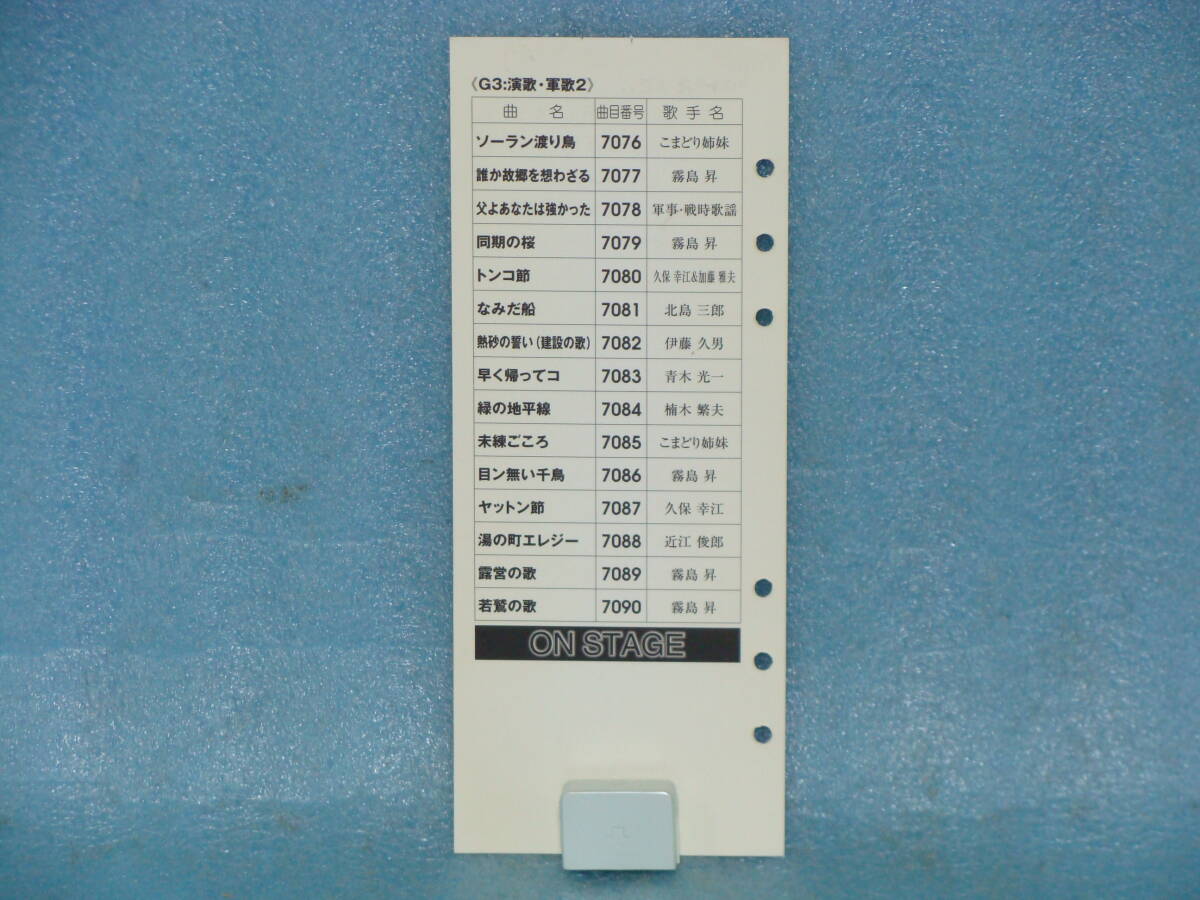 《G3:演歌・軍歌2》
曲 名 曲目番号 歌 手 名
ソーラン渡り鳥 7076 こまどり姉妹
誰か故郷を想わざる 7077 霧島 昇
父よあなたは強かった 7078 軍事・戦時歌謡
同期の桜 7079 霧島 昇
トンコ節 7080 久保 幸江&加藤 雅夫
なみだ船 7081 北島 三郎
熱砂の誓い(建設の歌) 7082 伊藤 久男
早く帰ってコ 7083 青木 光一
緑の地平線 7084 楠木 繁夫
未練ごころ 7085 こまどり姉妹
目ン無い千鳥 7086 霧島 昇
ヤットン節 7087 久保 幸江
湯の町エレジー 7088 近江 俊郎
露営の歌 7089 霧島 昇
若鷲の歌 7090 霧島 昇
ON STAGE